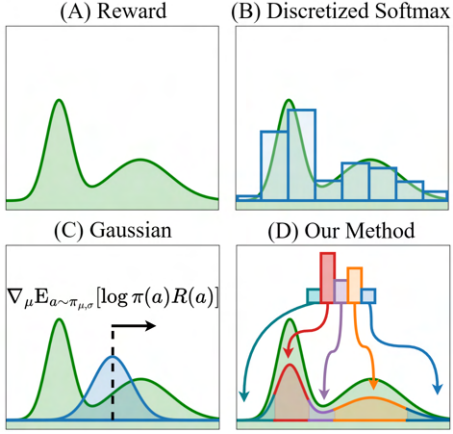 (A) Reward
(B) Discretized Softmax
(C) Gaussian
(D) Our Method
∇μEa∼πμ,σ[log π(a)R(a)]